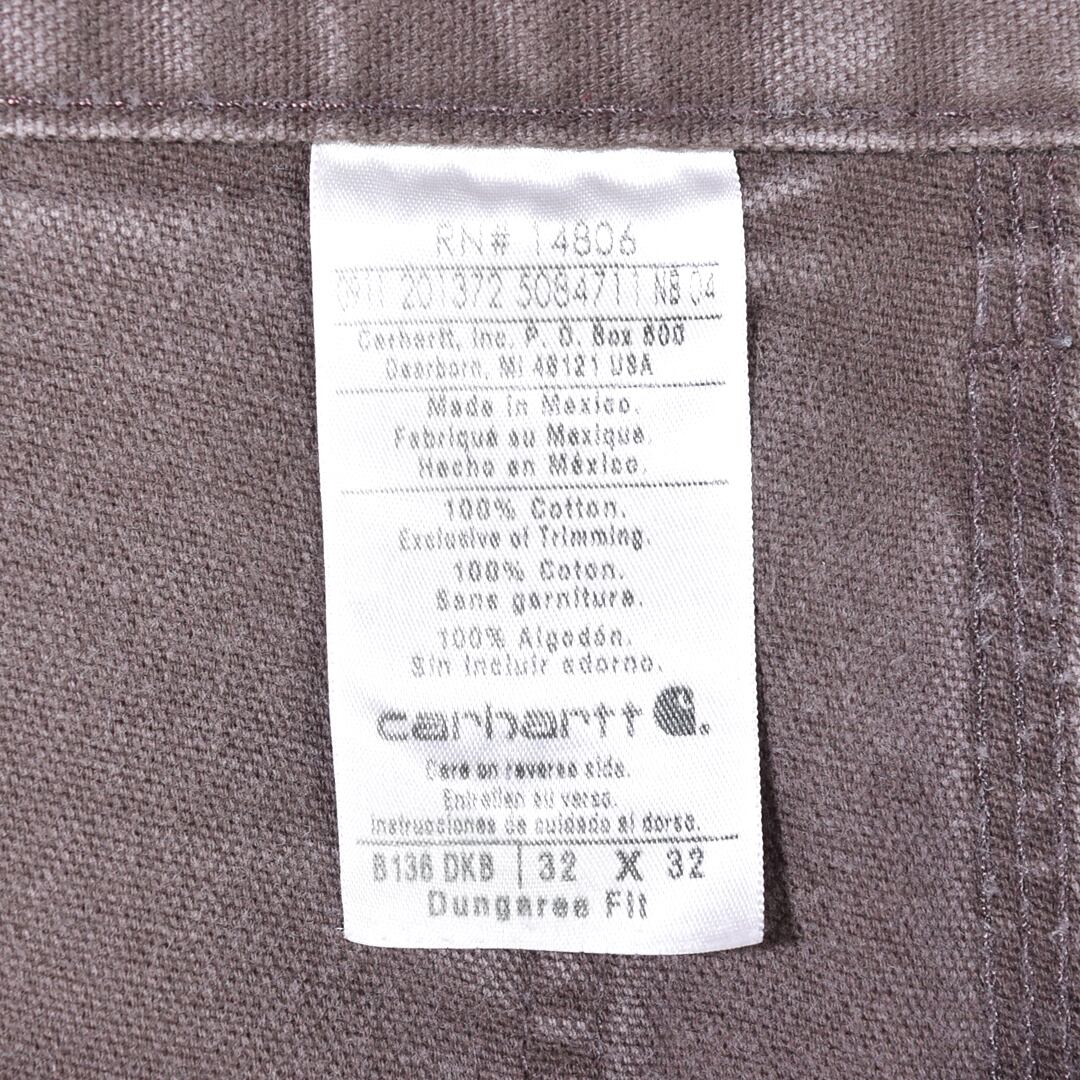 RN# 14806
0911 201372 5084711 NB 04
Carhartt, Inc. P. O. Box 600
Dearborn, MI 48121 USA
Made in Mexico.
Fabriqué au Mexique.
Hecho en México.
100% Cotton.
Exclusive of Trimming.
100% Coton.
Sans garniture.
100% Algodón.
Sin incluir adorno.
carhartt
Care on reverse side.
Entretien au verso.
Instrucciones de cuidado al dorso.
B136 DKB | 32 X 32
Dungaree Fit